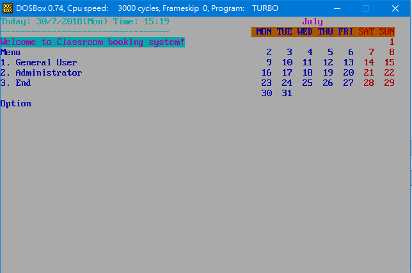 DOSBox 0.74, Cpu speed: 3000 cycles, Frameskip 0, Program: TURBO
Today: 30/7/2018(Mon) Time: 15:19
--------------------------------
Welcome to Classroom booking system!
Menu
1. General User
2. Administrator
3. End
Option
July
MON TUE WED THU FRI SAT SUN
1
2 3 4 5 6 7 8
9 10 11 12 13 14 15
16 17 18 19 20 21 22
23 24 25 26 27 28 29
30 31